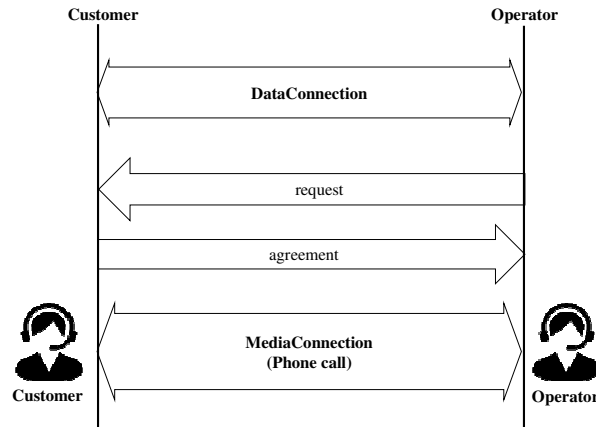 Customer
Operator
DataConnection
request
agreement
MediaConnection
(Phone call)
Customer
Operator